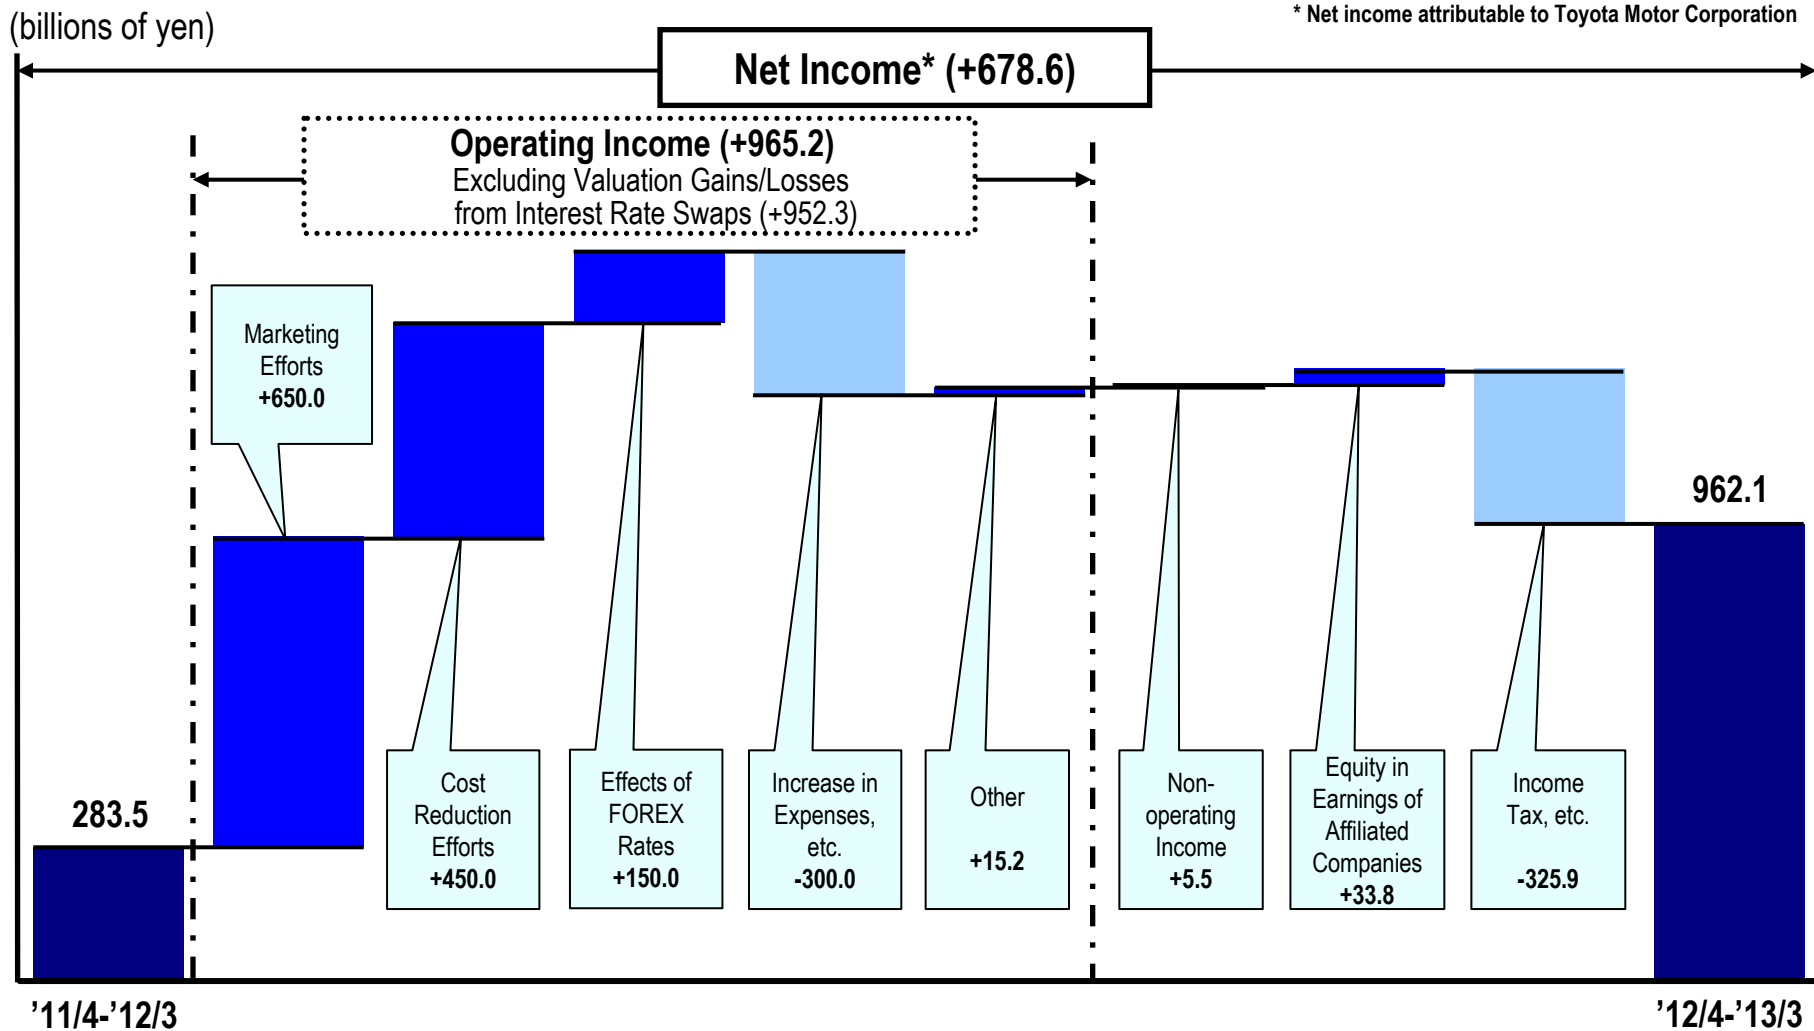 (billions of yen)
* Net income attributable to Toyota Motor Corporation
Net Income* (+678.6)
Operating Income (+965.2)
Excluding Valuation Gains/Losses
from Interest Rate Swaps (+952.3)
Marketing
Efforts
+650.0
283.5
Cost
Reduction
Efforts
+450.0
Effects of
FOREX
Rates
+150.0
Increase in
Expenses,
etc.
-300.0
Other
+15.2
Non-
operating
Income
+5.5
Equity in
Earnings of
Affiliated
Companies
+33.8
Income
Tax, etc.
-325.9
962.1
’11/4-’12/3
’12/4-’13/3